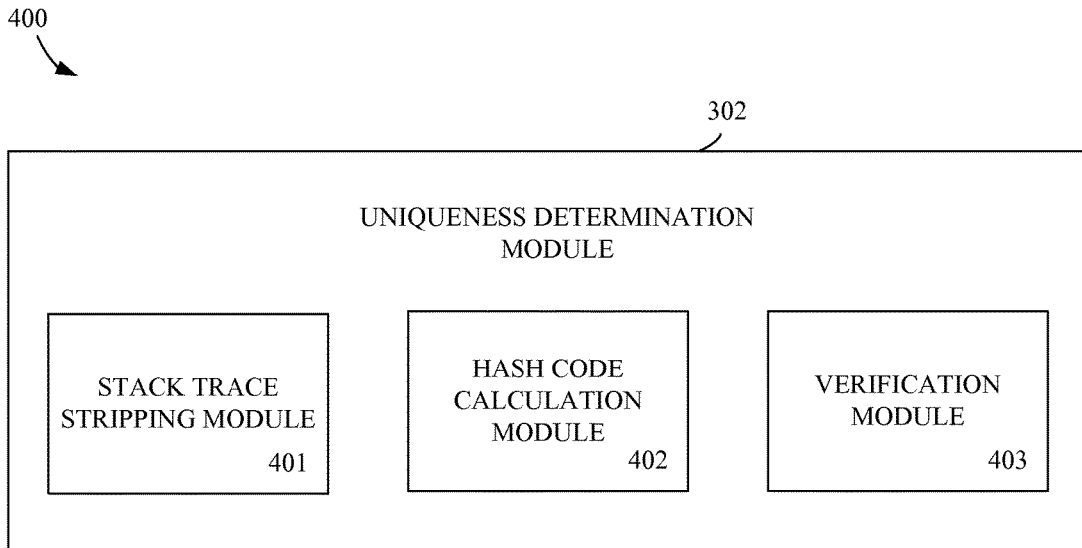 400
302
UNIQUENESS DETERMINATION
MODULE
STACK TRACE
STRIPPING MODULE
401
HASH CODE
CALCULATION
MODULE
402
VERIFICATION
MODULE
403